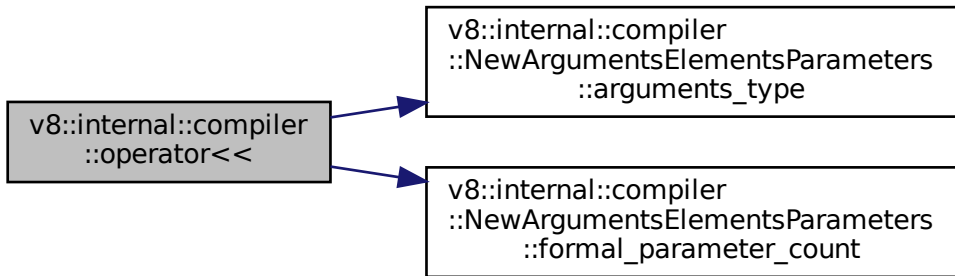 v8::internal::compiler
::operator<<
v8::internal::compiler
::NewArgumentsElementsParameters
::arguments_type
v8::internal::compiler
::NewArgumentsElementsParameters
::formal_parameter_count